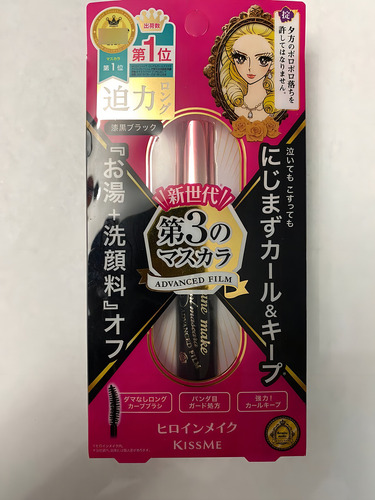 出荷数
第1位
第1位
迫力ロング
漆黒ブラック
掟
夕方のボロボロ落ちを
許してはなりません。
泣いても こすっても
にじまずカール&キープ
『お湯+洗顔料』オフ
新世代
第3の
マスカラ
ADVANCED FILM
ine make
ダマなしロング
カーブブラシ
パンダ目
ガード処方
強力!
カールキープ
ヒロインメイク
KISSME